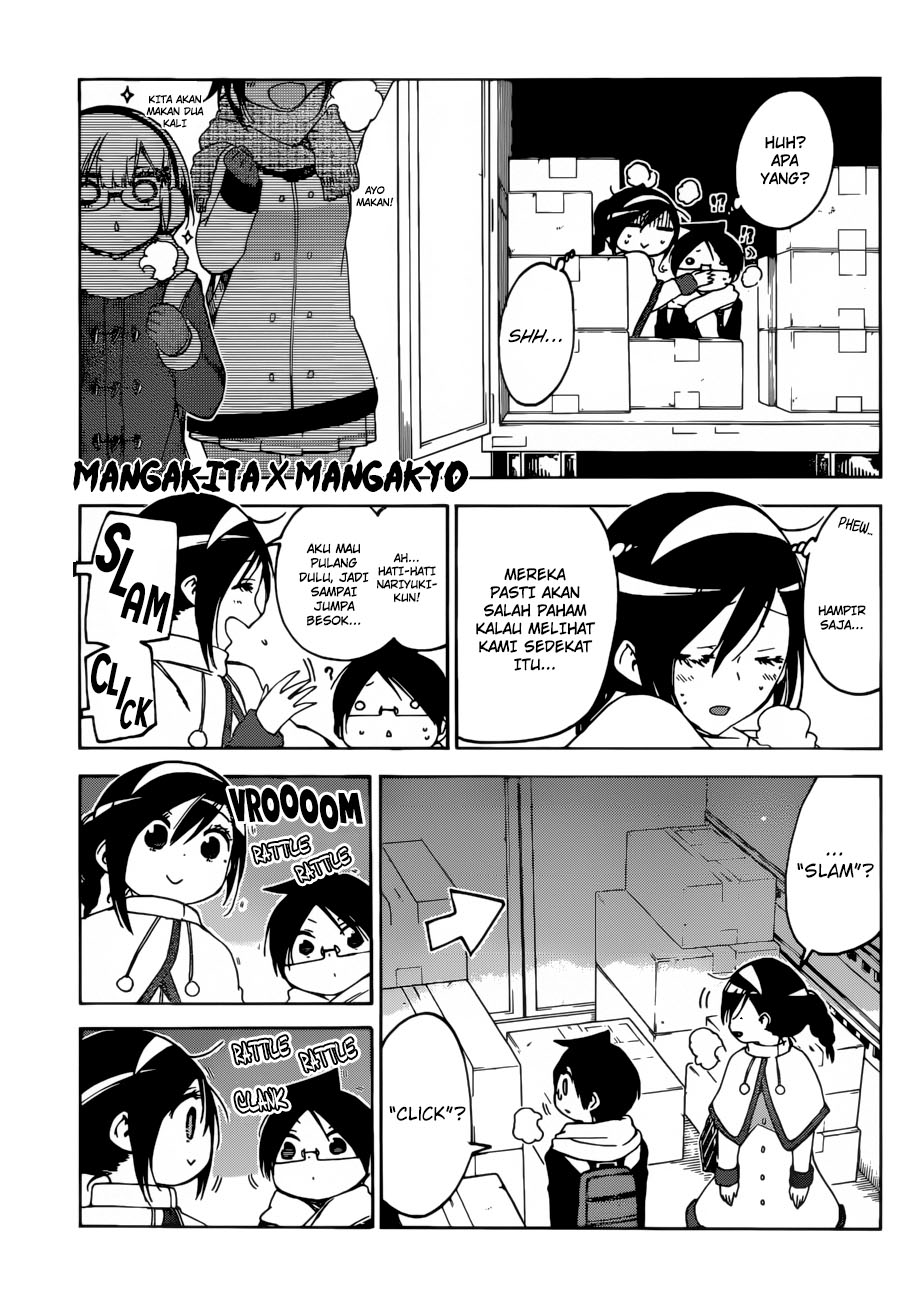 HUH?
APA
YANG?
!?
!?
SHH...
AYO
MAKAN!
KITA AKAN
MAKAN DUA
KALI
MANGAKITA X MANGAKYO
PHEW...
HAMPIR
SAJA...
MEREKA
PASTI AKAN
SALAH PAHAM
KALAU MELIHAT
KAMI SEDEKAT
ITU...
AH...
HATI-HATI
NARIYUKI-
KUN!
AKU MAU
PULANG
DULU, JADI
SAMPAI
JUMPA
BESOK...
?
SLAM
CLICK
...
"SLAM"?
"CLICK"?
VROOOOM
RATTLE
RATTLE
RATTLE
RATTLE
CLANK